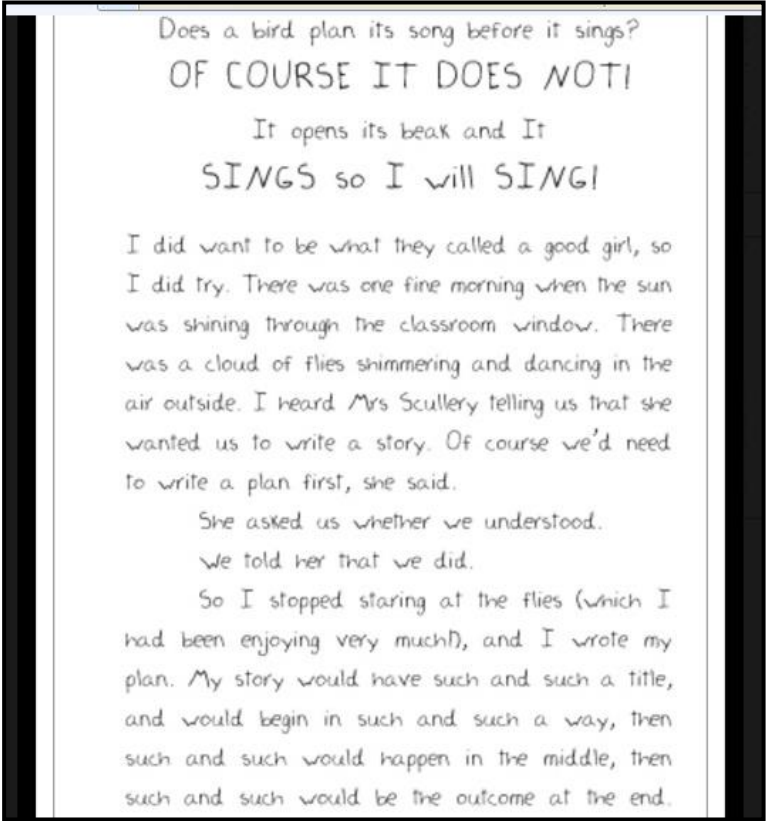 Does a bird plan its song before it sings?
OF COURSE IT DOES NOT!
It opens its beak and It
SINGS so I will SING!
I did want to be what they called a good girl, so
I did try. There was one fine morning when the sun
was shining through the classroom window. There
was a cloud of flies shimmering and dancing in the
air outside. I heard Mrs Scullery telling us that she
wanted us to write a story. Of course we'd need
to write a plan first, she said.
She asked us whether we understood.
We told her that we did.
So I stopped staring at the flies (which I
had been enjoying very much!), and I wrote my
plan. My story would have such and such a title,
and would begin in such and such a way, then
such and such would happen in the middle, then
such and such would be the outcome at the end.